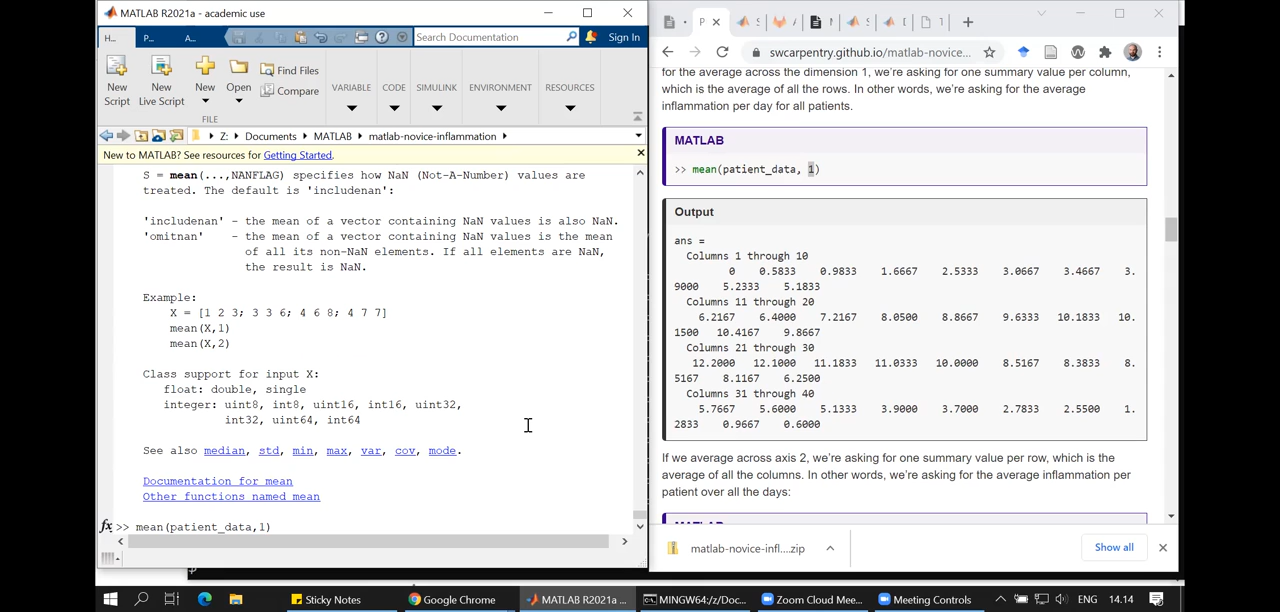 MATLAB R2021a - academic use
H... P... A... Search Documentation Sign In
New Script
New Live Script
New
Open
Find Files
Compare
VARIABLE CODE SIMULINK ENVIRONMENT RESOURCES
FILE
Z: Documents MATLAB matlab-novice-inflammation
New to MATLAB? See resources for Getting Started.
S = mean(...,NANFLAG) specifies how NaN (Not-A-Number) values are
treated. The default is 'includenan':
'includenan' - the mean of a vector containing NaN values is also NaN.
'omitnan' - the mean of a vector containing NaN values is the mean
of all its non-NaN elements. If all elements are NaN,
the result is NaN.
Example:
X = [1 2 3; 3 3 6; 4 6 8; 4 7 7]
mean(X,1)
mean(X,2)
Class support for input X:
float: double, single
integer: uint8, int8, uint16, int16, uint32,
int32, uint64, int64
See also median, std, min, max, var, cov, mode.
Documentation for mean
Other functions named mean
fx >> mean(patient_data,1)
swcarpentry.github.io/matlab-novice...
for the average across the dimension 1, we're asking for one summary value per column,
which is the average of all the rows. In other words, we're asking for the average
inflammation per day for all patients.
MATLAB
>> mean(patient_data, 1)
Output
ans =
Columns 1 through 10
0 0.5833 0.9833 1.6667 2.5333 3.0667 3.4667 3.
9000 5.2333 5.1833
Columns 11 through 20
6.2167 6.4000 7.2167 8.0500 8.8667 9.6333 10.1833 10.
1500 10.4167 9.8667
Columns 21 through 30
12.2000 12.1000 11.1833 11.0333 10.0000 8.5167 8.3833 8.
5167 8.1167 6.2500
Columns 31 through 40
5.7667 5.6000 5.1333 3.9000 3.7000 2.7833 2.5500 1.
2833 0.9667 0.6000
If we average across axis 2, we're asking for one summary value per row, which is the
average of all the columns. In other words, we're asking for the average inflammation per
patient over all the days:
matlab-novice-infl....zip
Show all
Sticky Notes
Google Chrome
MATLAB R2021a ...
MINGW64:/z/Doc...
Zoom Cloud Mee...
Meeting Controls
ENG 14.14